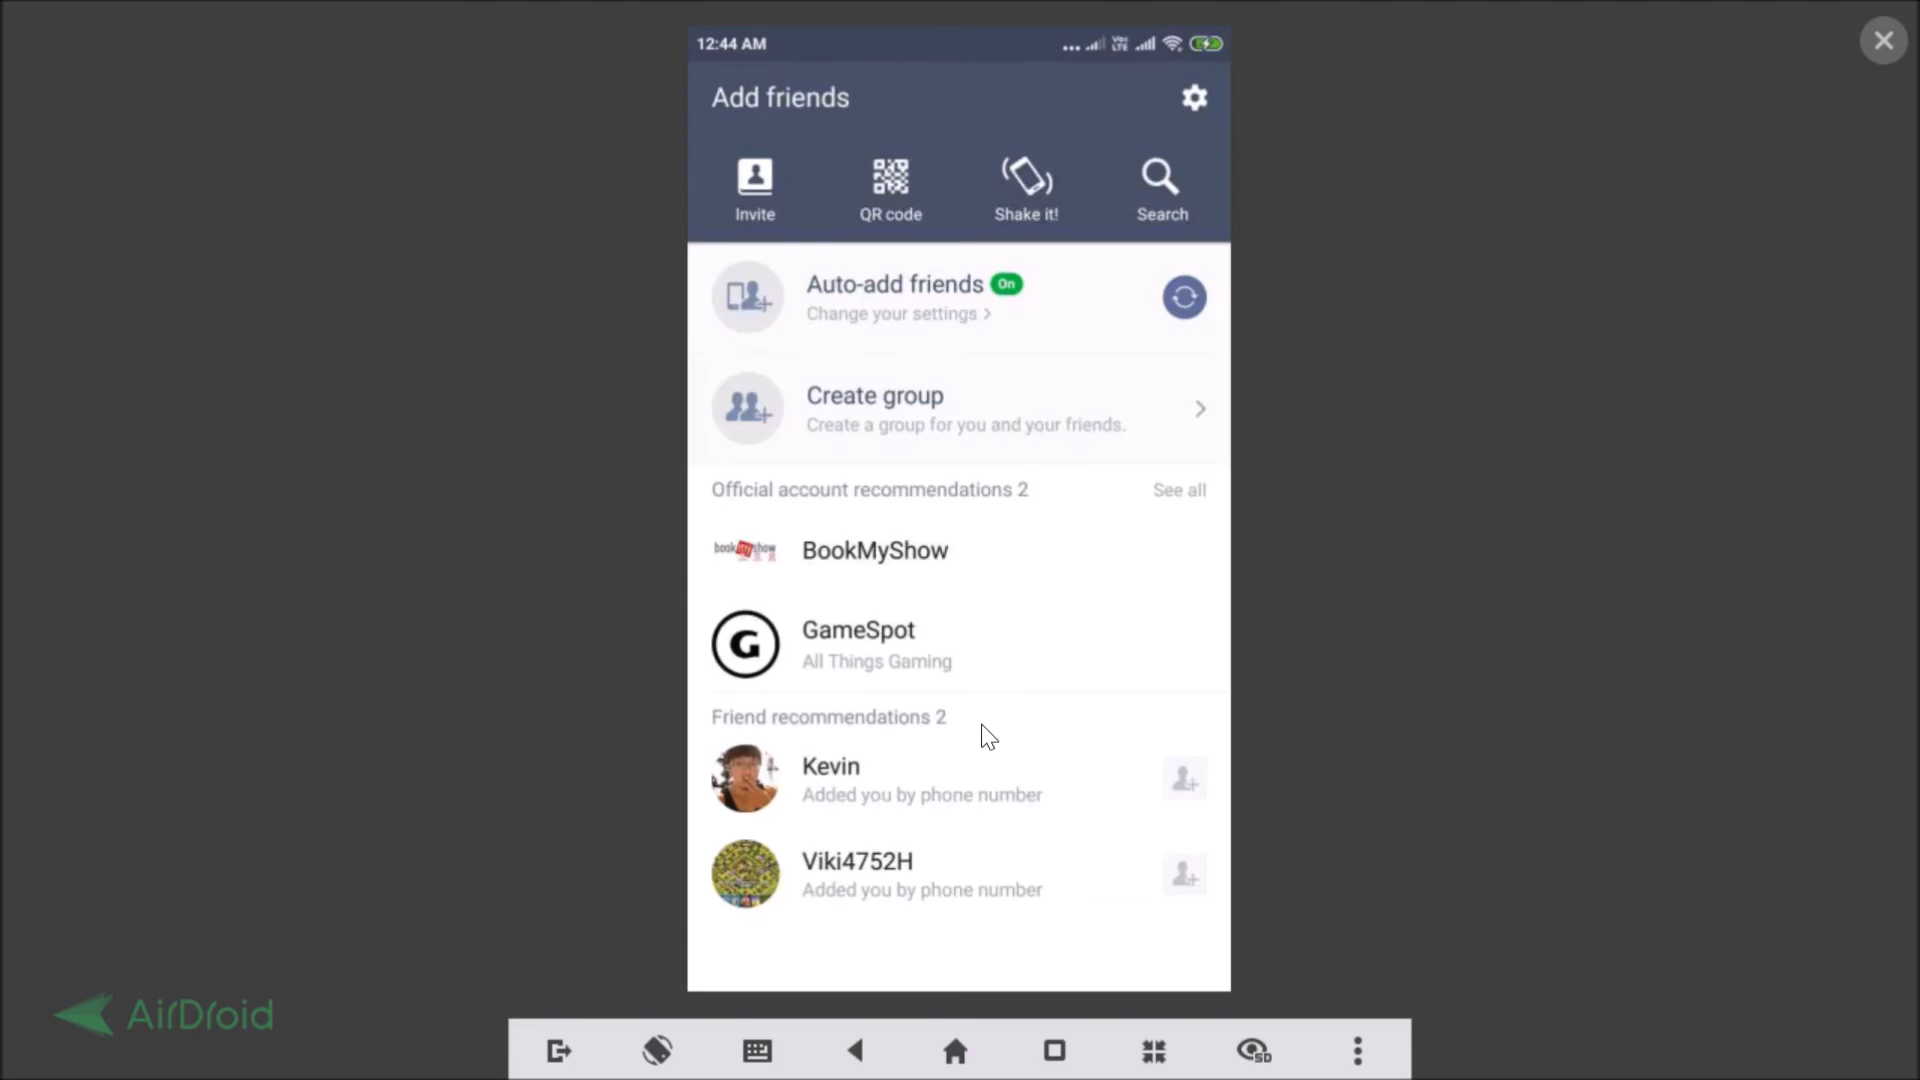 12:44 AM
Add friends
Invite
QR code
Shake it!
Search
Auto-add friends On
Change your settings >
Create group
Create a group for you and your friends.
Official account recommendations 2
See all
bookmyshow
BookMyShow
G
GameSpot
All Things Gaming
Friend recommendations 2
Kevin
Added you by phone number
Viki4752H
Added you by phone number
AirDroid
SD